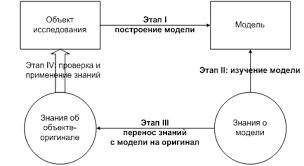 Объект
исследования
Этап I
построение модели
Модель
Этап IV: проверка и
применение знаний
Этап II: изучение модели
Знания об
объекте-
оригинале
Этап III
перенос знаний
с модели на оригинал
Знания о
модели